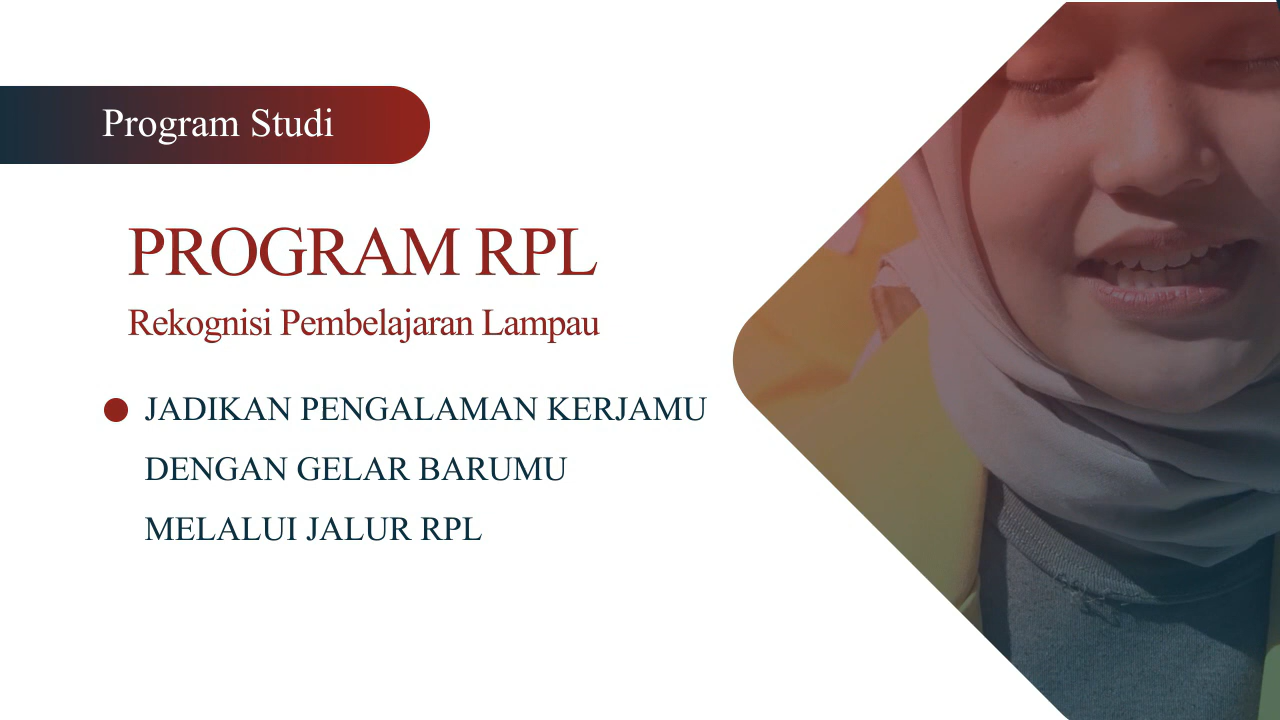 Program Studi
PROGRAM RPL
Rekognisi Pembelajaran Lampau
JADIKAN PENGALAMAN KERJAMU
DENGAN GELAR BARUMU
MELALUI JALUR RPL